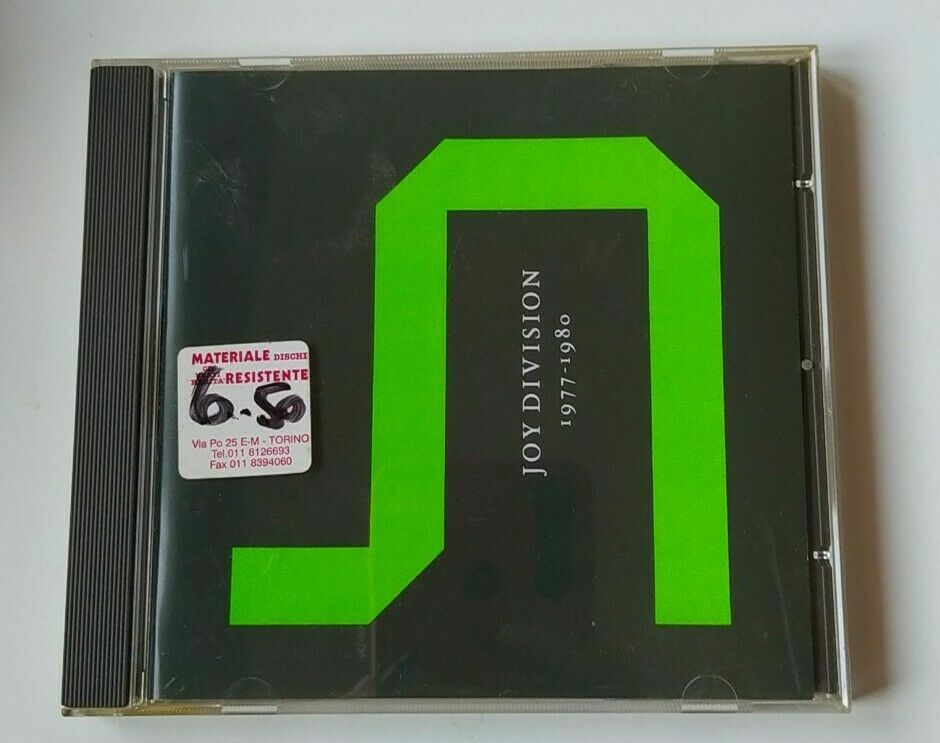 MATERIALE DISCHI
RESISTENTE
6.50
Via Po 25 E-M - TORINO
Tel.011 8126693
Fax 011 8394060
JOY DIVISION
1977-1980